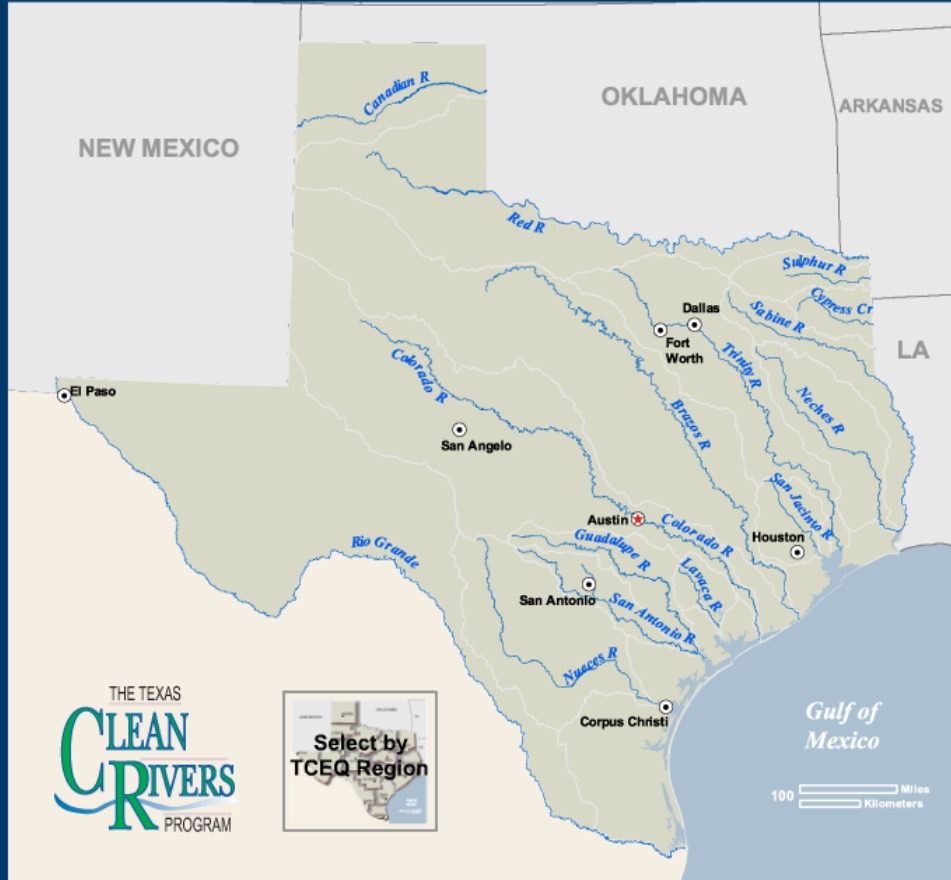 Canadian R
OKLAHOMA
ARKANSAS
NEW MEXICO
Red R
Sulphur R
Cypress Cr
Sabine R
Dallas
Fort
Worth
LA
Trinity R
Colorado R
El Paso
Neches R
Brazos R
San Angelo
San Jacinto R
Austin
Colorado R
Houston
Guadalupe R
Rio Grande
Lavaca R
San Antonio
San Antonio R
Nueces R
Corpus Christi
THE TEXAS
CLEAN
RIVERS
PROGRAM
Select by
TCEQ Region
Gulf of
Mexico
100
Miles
Kilometers